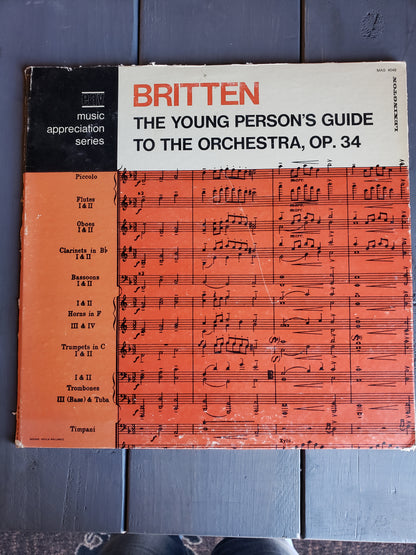 BRITTEN
THE YOUNG PERSON'S GUIDE
TO THE ORCHESTRA, OP. 34
music
appreciation
series
LEXINGTON
Piccolo
Flutes
I & II
Oboes
I & II
Clarinets in B♭
I & II
Bassoons
I & II
I & II
Horns in F
III & IV
Trumpets in C
I & II
I & II
Trombones
III (Bass) & Tuba
Timpani
Xylo.